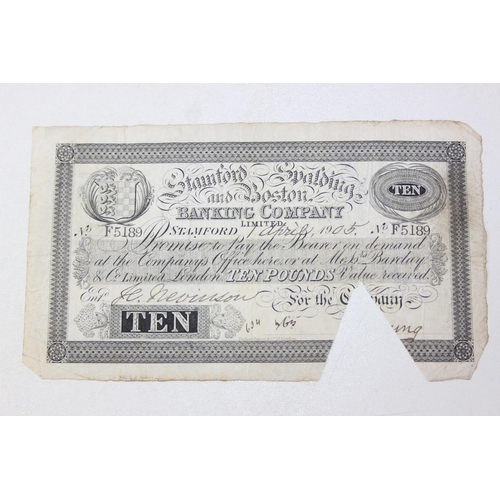 Stamford Spalding
and Boston
BANKING COMPANY
LIMITED
TEN
No. F5189 STAMFORD 1 April, 1905. No. F5189
Promise to Pay the Bearer on demand
at the Company's Office here, or at Messrs. Barclay
& Co. Limited, London TEN POUNDS Value received.
Entd. For the Company
TEN